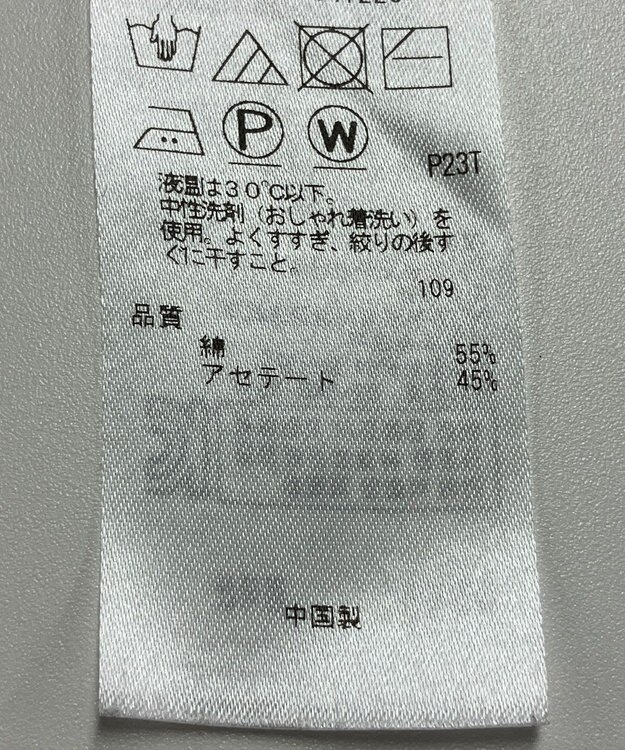 P
W
P23T
液温は30℃以下。
中性洗剤（おしゃれ着洗い）を
使用。よくすすぎ、絞りの後す
ぐに干すこと。
109
品質
綿 55%
アセテート 45%
中国製